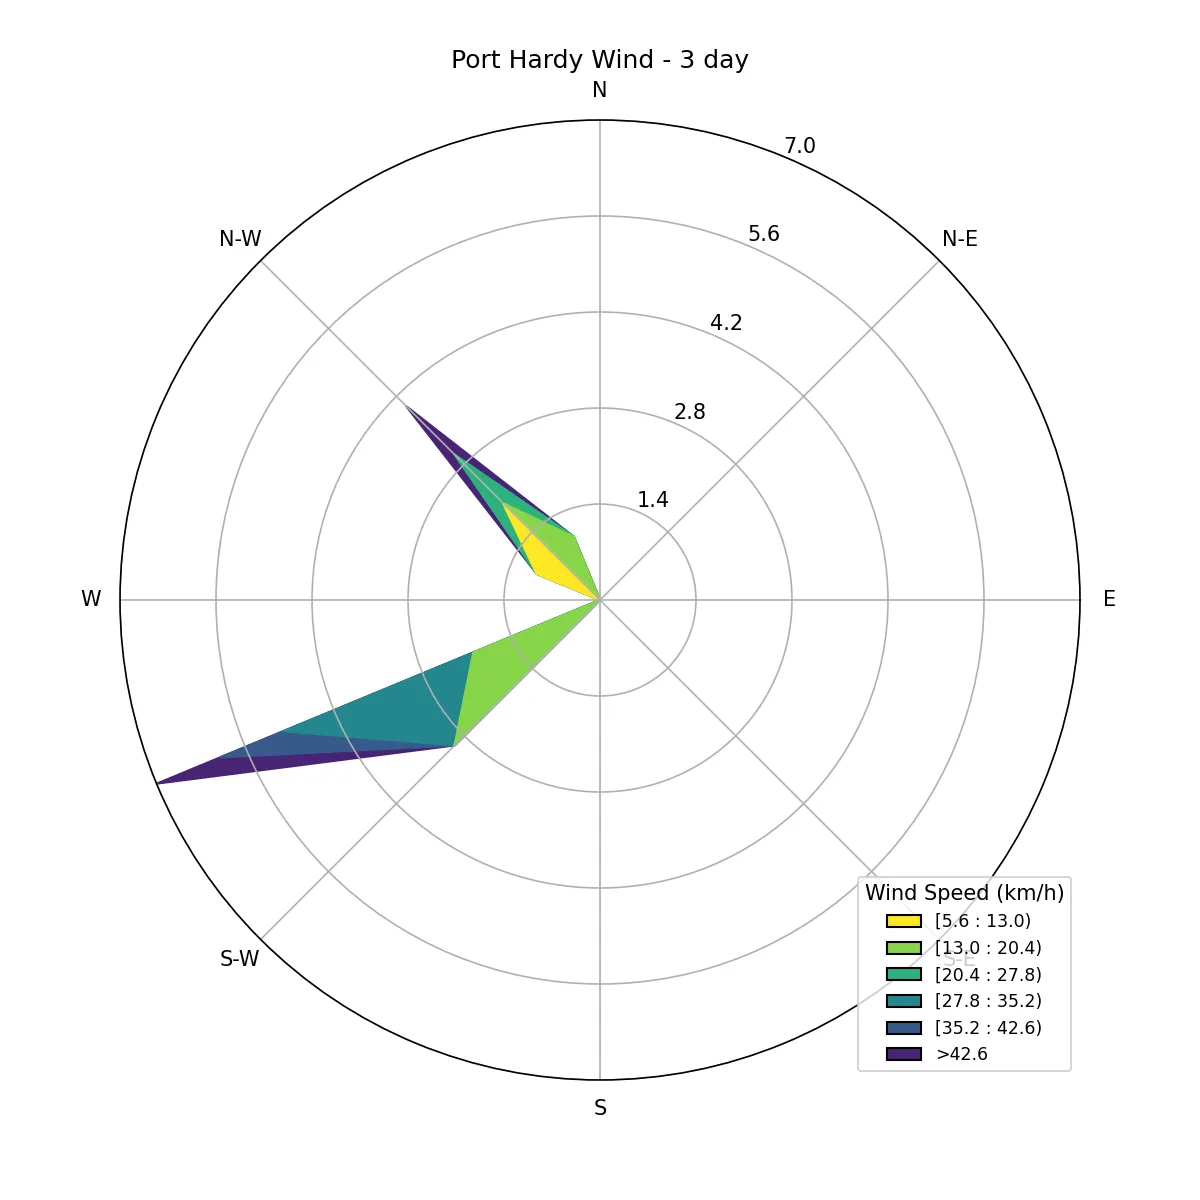 Port Hardy Wind - 3 day
N
7.0
N-W
N-E
5.6
4.2
2.8
1.4
W
E
S-W
S-E
S
Wind Speed (km/h)
[5.6 : 13.0)
[13.0 : 20.4)
[20.4 : 27.8)
[27.8 : 35.2)
[35.2 : 42.6)
>42.6